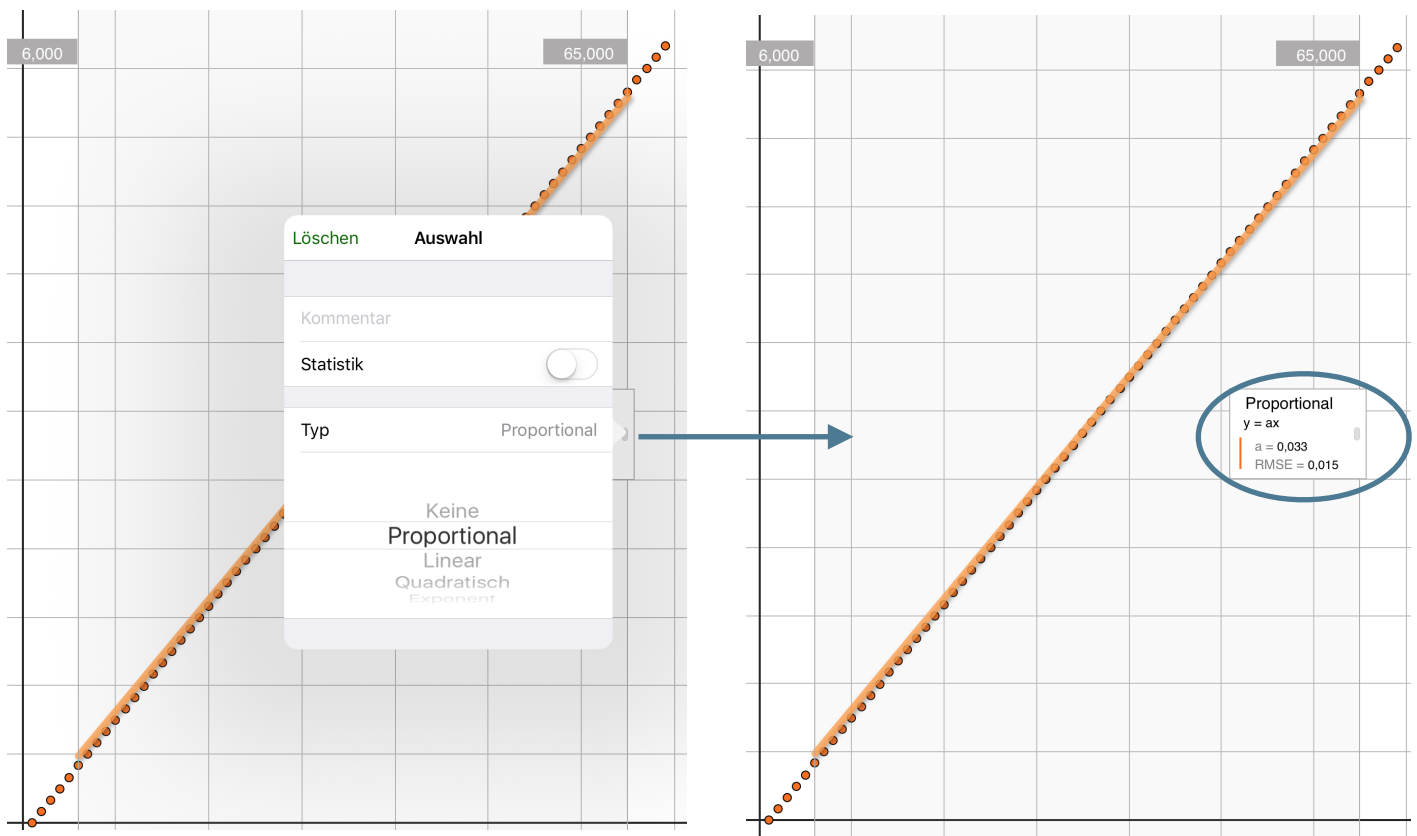 6,000
65,000
Löschen
Auswahl
Kommentar
Statistik
Typ
Proportional
Keine
Proportional
Linear
Quadratisch
Exponent
6,000
65,000
Proportional
y = ax
a = 0,033
RMSE = 0,015